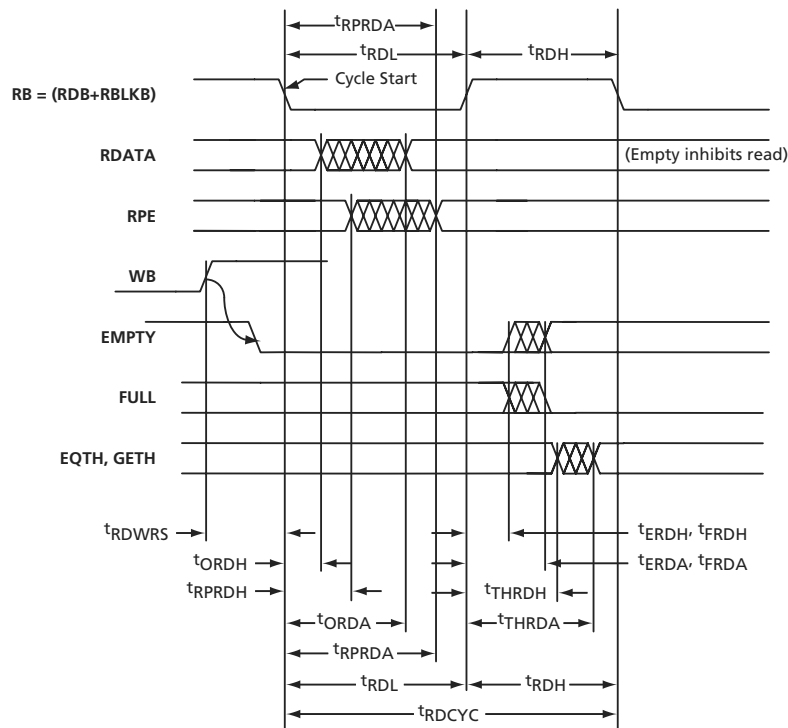 tRPRDA
tRDL tRDH
Cycle Start
RB = (RDB+RBLKB)
RDATA (Empty inhibits read)
RPE
WB
EMPTY
FULL
EQTH, GETH
tRDWRS tERDH, tFRDH
tORDH tERDA, tFRDA
tRPRDH tTHRDH
tORDA tTHRDA
tRPRDA
tRDL tRDH
tRDCYC